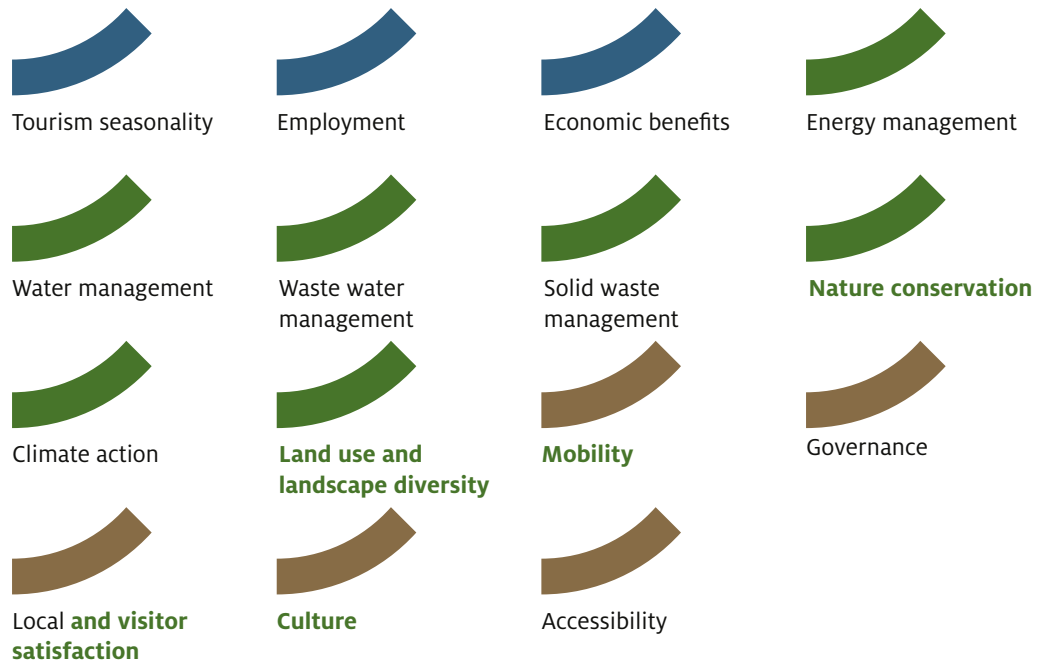 Tourism seasonality
Employment
Economic benefits
Energy management
Water management
Waste water
management
Solid waste
management
Nature conservation
Climate action
Land use and
landscape diversity
Mobility
Governance
Local and visitor
satisfaction
Culture
Accessibility